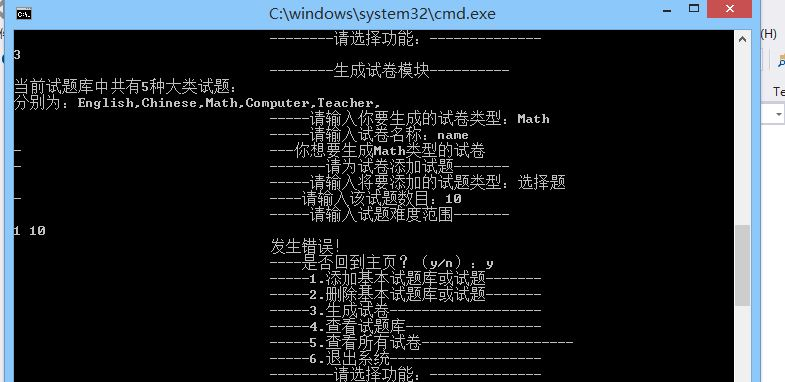 C:\windows\system32\cmd.exe
(H)
--------请选择功能：--------------
3
--------生成试卷模块----------
当前试题库中共有5种大类试题：
分别为：English,Chinese,Math,Computer,Teacher,
-----请输入你要生成的试卷类型：Math
-----请输入试卷名称：name
---你想要生成Math类型的试卷
-
-------请为试卷添加试题-------
-
-----请输入将要添加的试题类型：选择题
----请输入该试题数目：10
-
-----请输入试题难度范围-------
1 10
发生错误！
----是否回到主页？（y/n）：y
-----1.添加基本试题库或试题-------
-----2.删除基本试题库或试题-------
-----3.生成试卷-------------------
-----4.查看试题库-----------------
-----5.查看所有试卷-------------------
-----6.退出系统-------------------
--------请选择功能：--------------